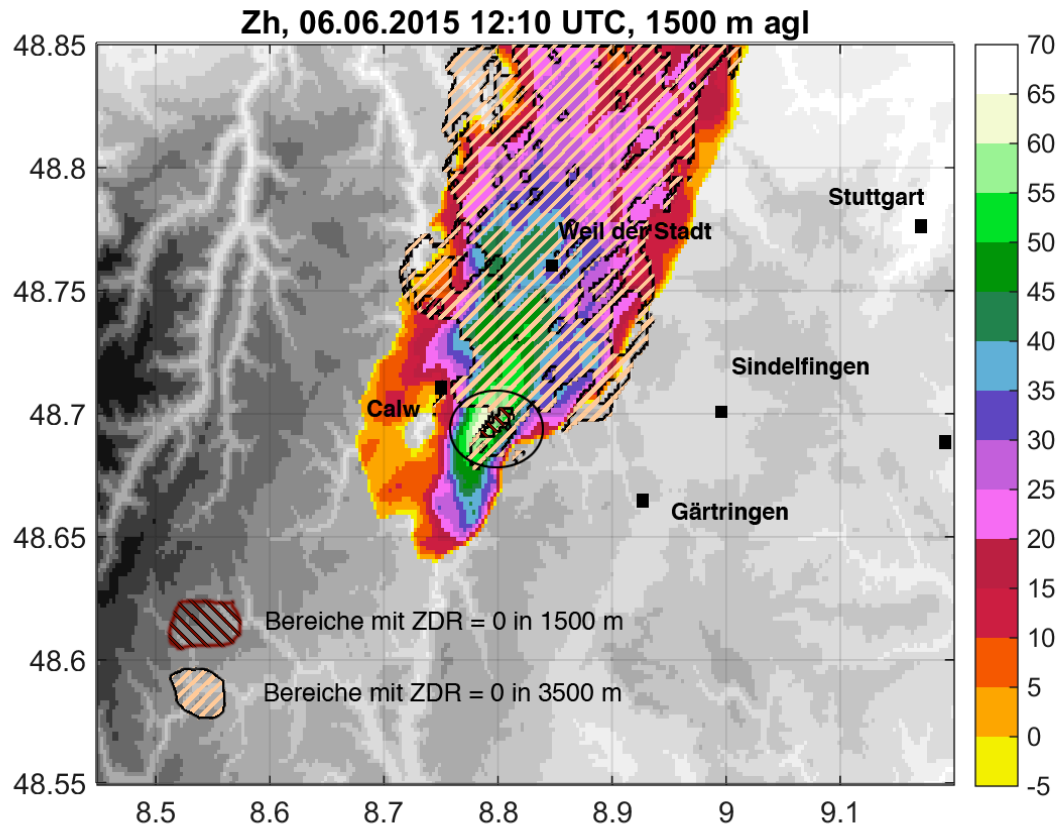 Zh, 06.06.2015 12:10 UTC, 1500 m agl
48.85
48.8
48.75
48.7
48.65
48.6
48.55
Stuttgart
Weil der Stadt
Sindelfingen
Calw
Gärtringen
Bereiche mit ZDR = 0 in 1500 m
Bereiche mit ZDR = 0 in 3500 m
8.5 8.6 8.7 8.8 8.9 9 9.1
70
65
60
55
50
45
40
35
30
25
20
15
10
5
0
-5